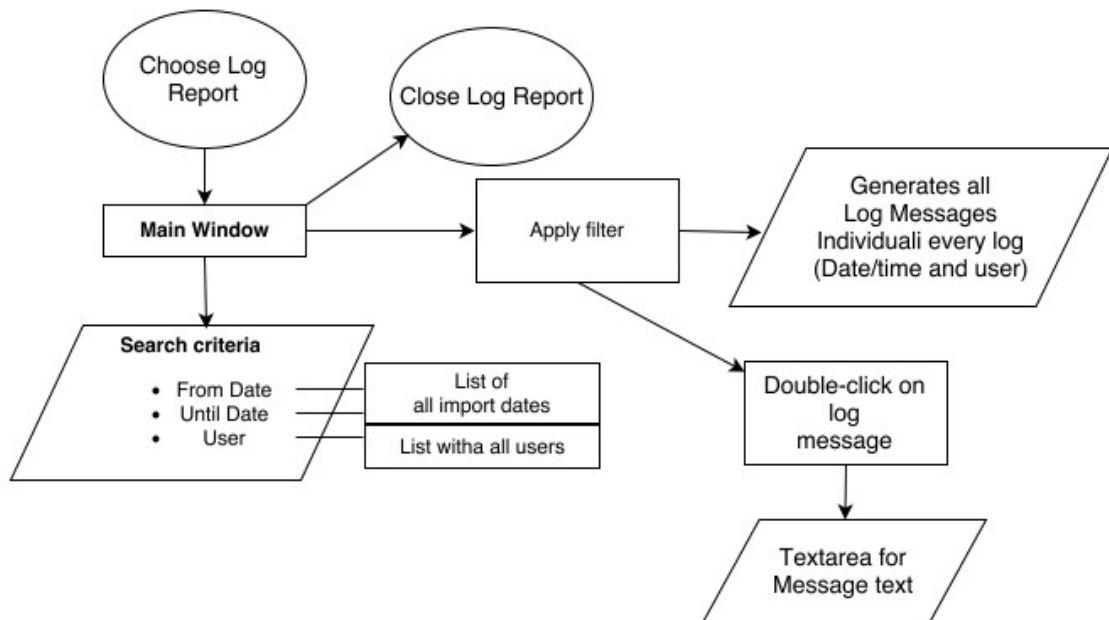 Choose Log
Report
Close Log Report
Main Window
Apply filter
Generates all
Log Messages
Individuali every log
(Date/time and user)
Search criteria
• From Date
• Until Date
• User
List of
all import dates
List witha all users
Double-click on
log
message
Textarea for
Message text